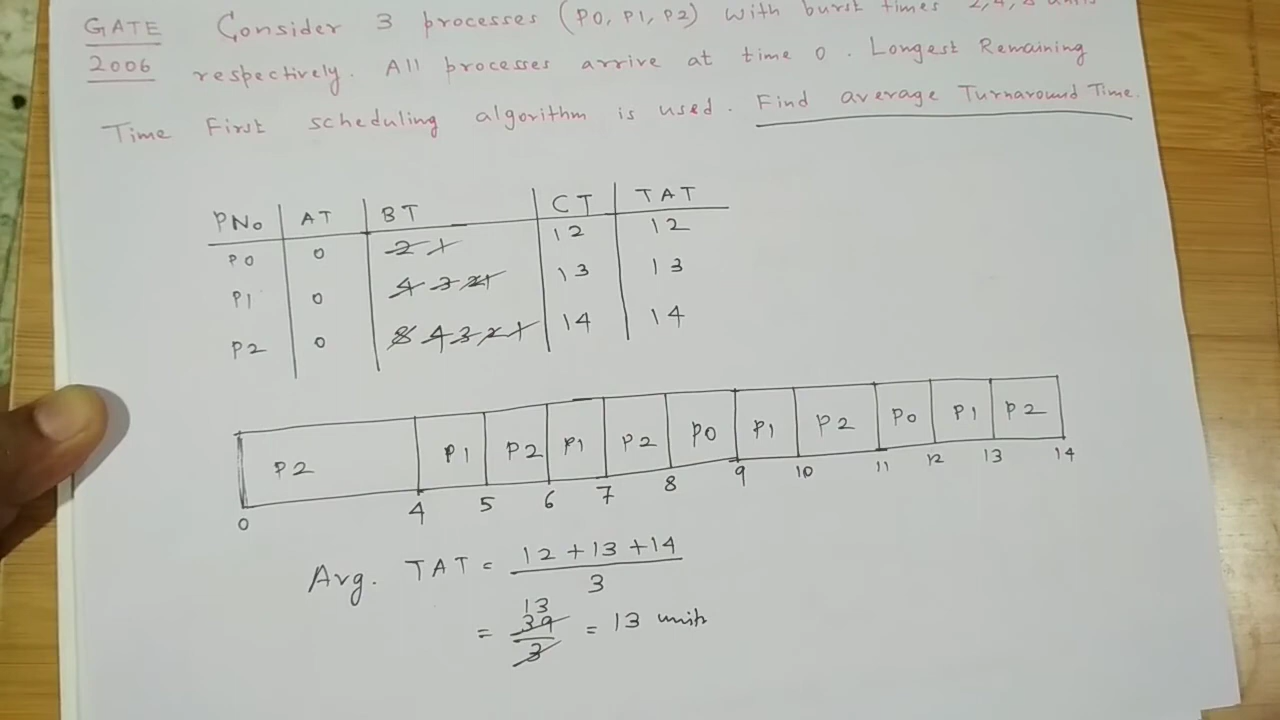 GATE Consider 3 processes (P0, P1, P2) with burst times 2, 4, 8 units
2006 respectively. All processes arrive at time 0. Longest Remaining
Time First scheduling algorithm is used. Find average Turnaround Time.
PNo AT BT CT TAT
P0 0 2 1 12 12
P1 0 4 3 2 1 13 13
P2 0 8 4 3 2 1 14 14
P2 P1 P2 P1 P2 P0 P1 P2 P0 P1 P2
0 4 5 6 7 8 9 10 11 12 13 14
Avg. TAT = 12 + 13 + 14
3
13
= 39 = 13 units
3